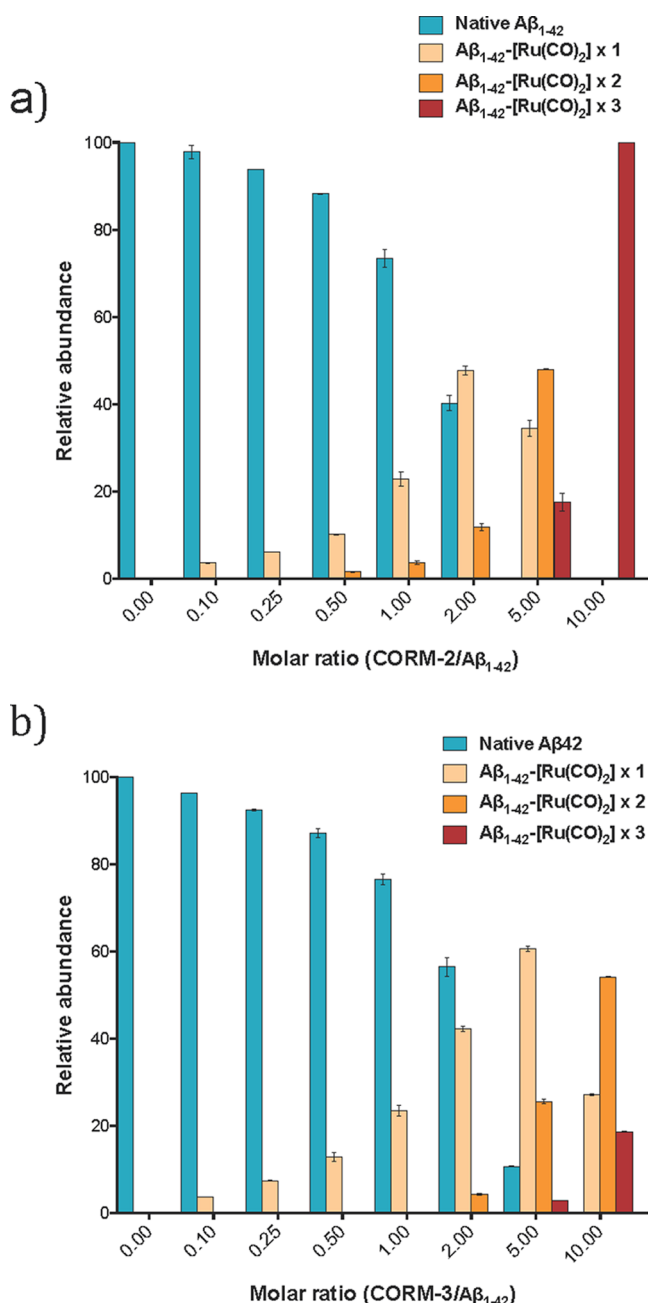 Native Aβ₁₋₄₂
Aβ₁₋₄₂-[Ru(CO)₂] x 1
Aβ₁₋₄₂-[Ru(CO)₂] x 2
Aβ₁₋₄₂-[Ru(CO)₂] x 3
a)
100
80
60
40
20
0
Relative abundance
0.00 0.10 0.25 0.50 1.00 2.00 5.00 10.00
Molar ratio (CORM-2/Aβ₁₋₄₂)
b)
Native Aβ42
Aβ₁₋₄₂-[Ru(CO)₂] x 1
Aβ₁₋₄₂-[Ru(CO)₂] x 2
Aβ₁₋₄₂-[Ru(CO)₂] x 3
100
80
60
40
20
0
Relative abundance
0.00 0.10 0.25 0.50 1.00 2.00 5.00 10.00
Molar ratio (CORM-3/Aβ₁₋₄₂)